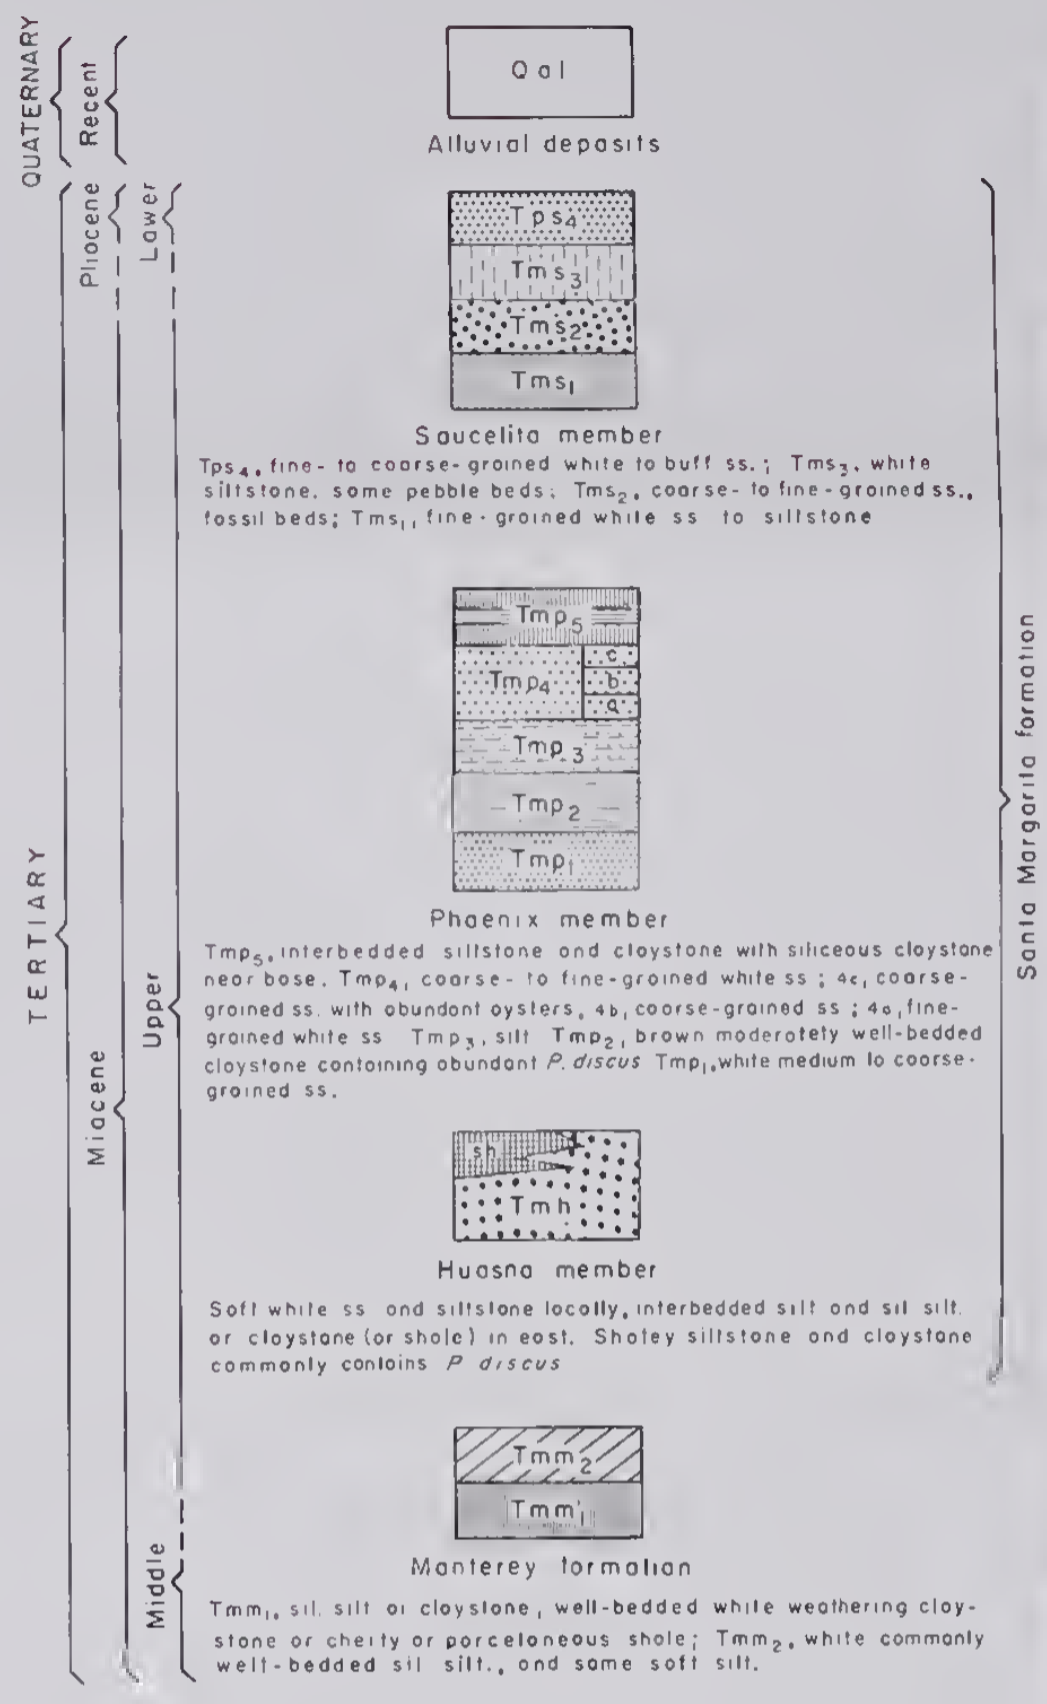 QUATERNARY
Recent
Qal
Alluvial deposits
Pliocene
Lower
Tps4
Tms3
Tms2
Tms1
Saucelito member
Tps4, fine- to coarse-grained white to buff ss.; Tms3, white
siltstone, some pebble beds; Tms2, coarse- to fine-grained ss.,
fossil beds; Tms1, fine-grained white ss to siltstone
Tmp5
Tmp4
c
b
a
Tmp3
Tmp2
Tmp1
Phoenix member
Tmp5, interbedded siltstone and claystone with siliceous claystone
near base. Tmp4, coarse- to fine-grained white ss; 4c, coarse-
grained ss. with abundant oysters, 4b, coarse-grained ss; 4a, fine-
grained white ss Tmp3, silt Tmp2, brown moderately well-bedded
claystone containing abundant P. discus Tmp1, white medium to coarse-
grained ss.
TERTIARY
Miocene
Upper
Santa Margarita formation
sh
Tmh
Huasna member
Soft white ss and siltstone locally, interbedded silt and sil silt.
or claystone (or shale) in east. Shaley siltstone and claystone
commonly contains P discus
Middle
Tmm2
Tmm1
Monterey formation
Tmm1, sil. silt or claystone, well-bedded white weathering clay-
stone or cherty or porcelaneous shale; Tmm2, white commonly
well-bedded sil silt., and some soft silt.